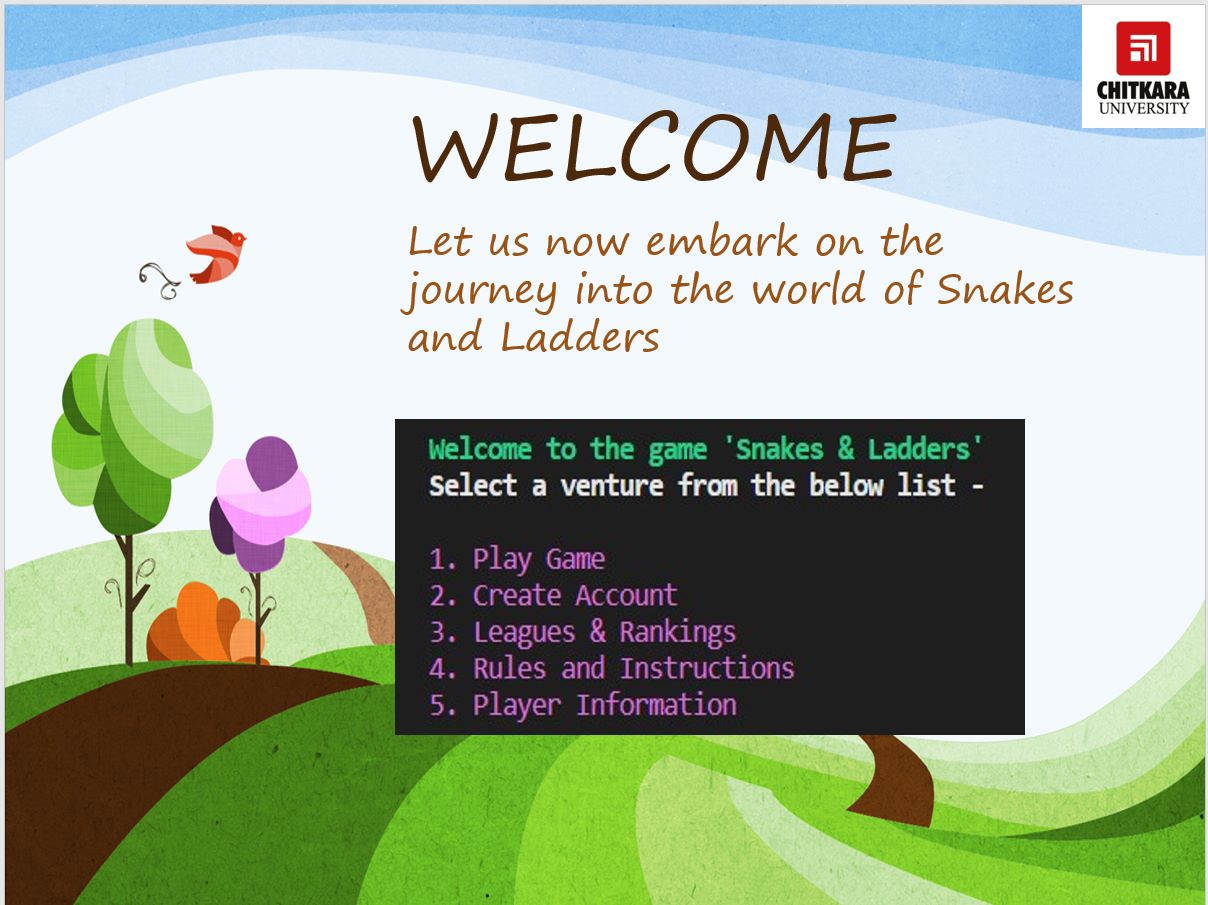 CHITKARA
UNIVERSITY
WELCOME
Let us now embark on the
journey into the world of Snakes
and Ladders
Welcome to the game 'Snakes & Ladders'
Select a venture from the below list -
1. Play Game
2. Create Account
3. Leagues & Rankings
4. Rules and Instructions
5. Player Information